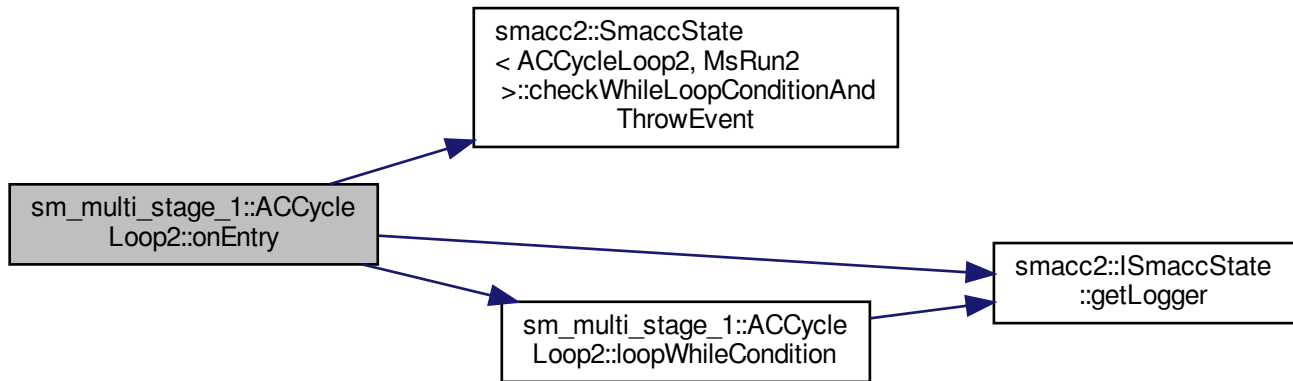 smacc2::SmaccState
< ACCycleLoop2, MsRun2
>::checkWhileLoopConditionAnd
ThrowEvent
sm_multi_stage_1::ACCycle
Loop2::onEntry
smacc2::ISmaccState
::getLogger
sm_multi_stage_1::ACCycle
Loop2::loopWhileCondition